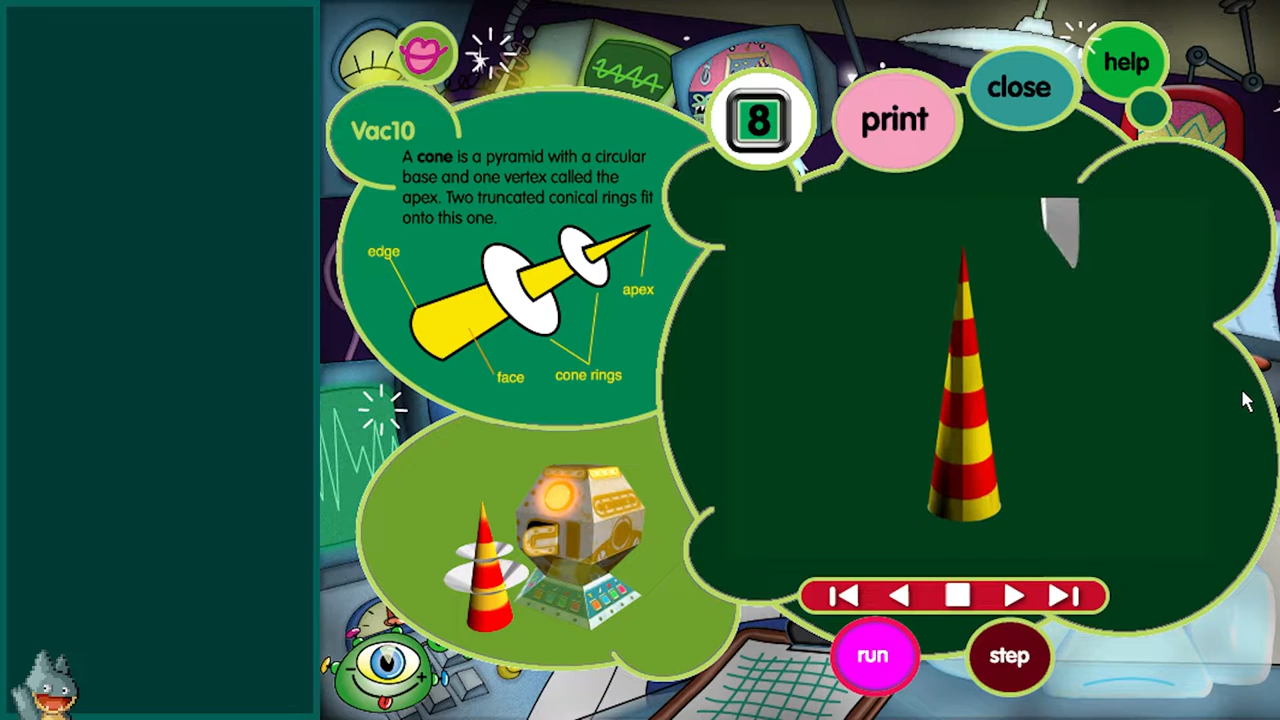 Vac10
A cone is a pyramid with a circular
base and one vertex called the
apex. Two truncated conical rings fit
onto this one.
edge
apex
face
cone rings
8
print
close
help
run
step